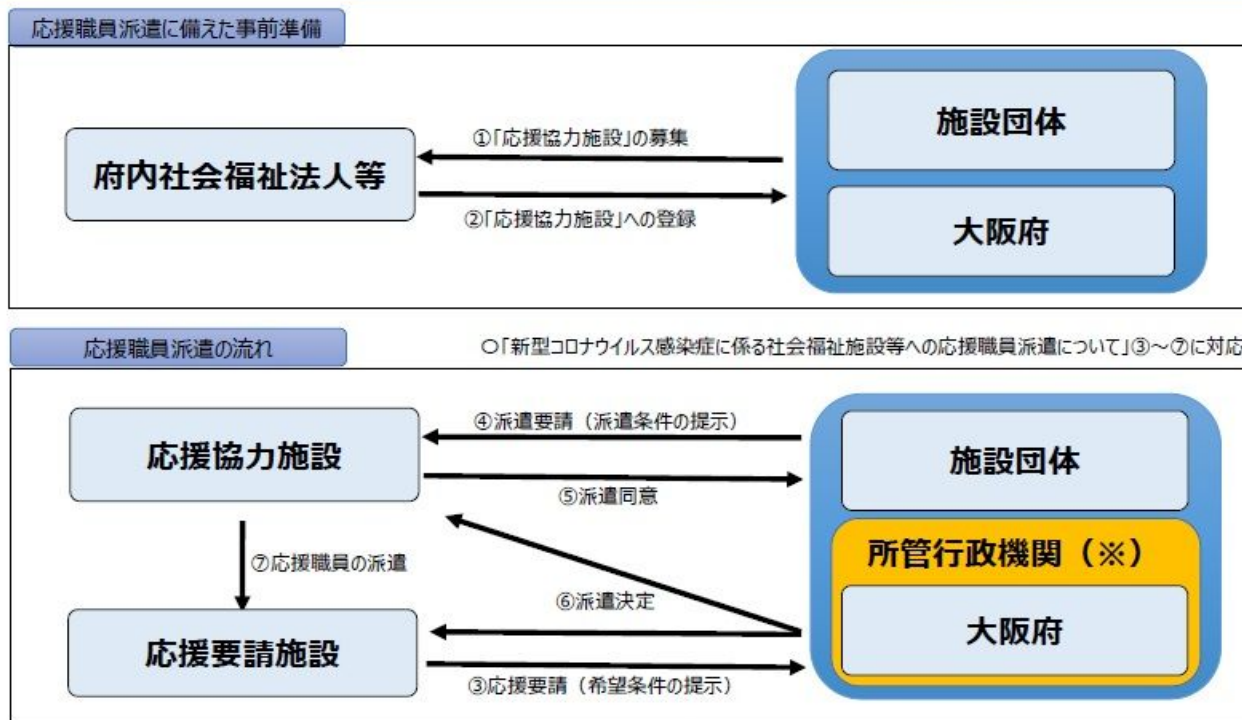 応援職員派遣に備えた事前準備
施設団体
①「応援協力施設」の募集
府内社会福祉法人等
②「応援協力施設」への登録
大阪府
応援職員派遣の流れ
○「新型コロナウイルス感染症に係る社会福祉施設等への応援職員派遣について」③～⑦に対応
④派遣要請（派遣条件の提示）
応援協力施設
施設団体
⑤派遣同意
所管行政機関（※）
⑦応援職員の派遣
⑥派遣決定
大阪府
応援要請施設
③応援要請（希望条件の提示）